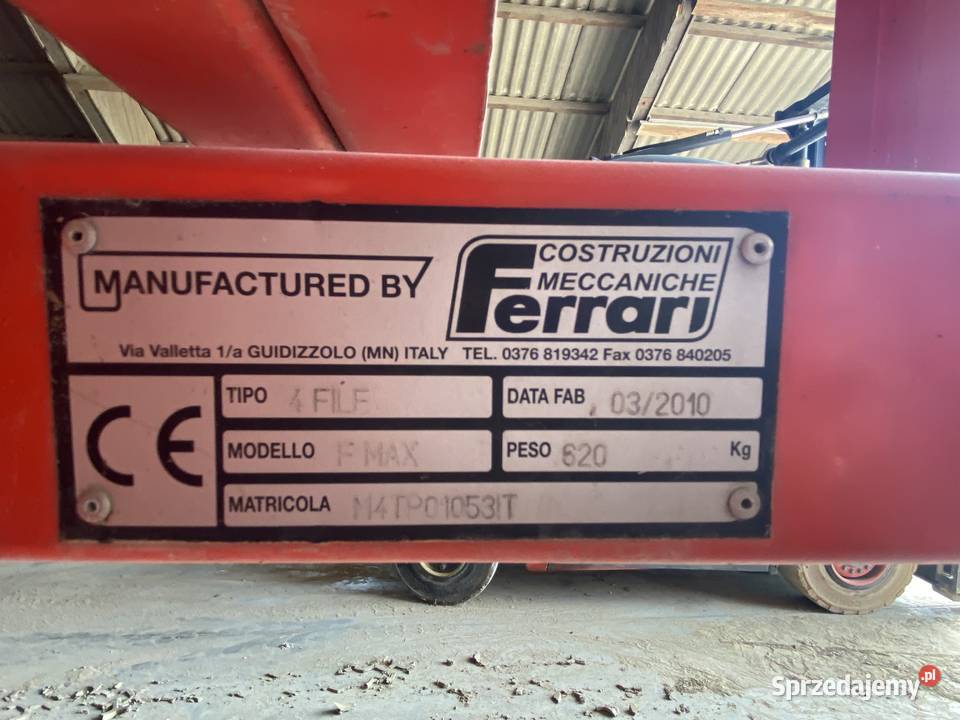 MANUFACTURED BY
COSTRUZIONI
MECCANICHE
Ferrari
Via Valletta 1/a GUIDIZZOLO (MN) ITALY TEL. 0376 819342 Fax 0376 840205
CE
TIPO 4 FILE
DATA FAB. 03/2010
MODELLO F MAX
PESO 620 Kg
MATRICOLA M4TP01053IT
Sprzedajemy.pl